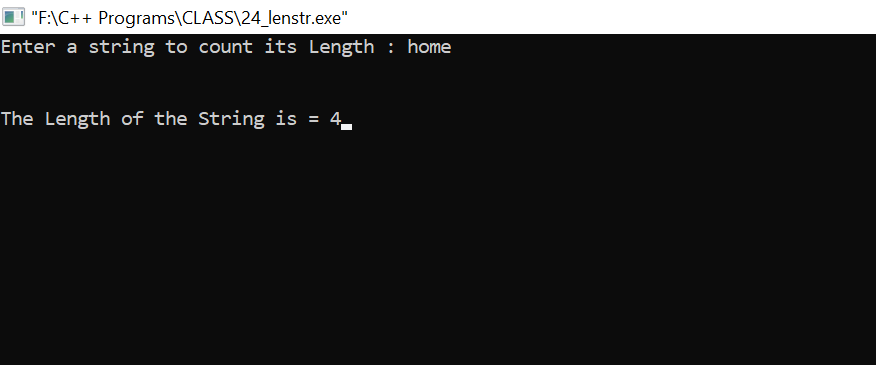 "F:\C++ Programs\CLASS\24_lenstr.exe"
Enter a string to count its Length : home
The Length of the String is = 4